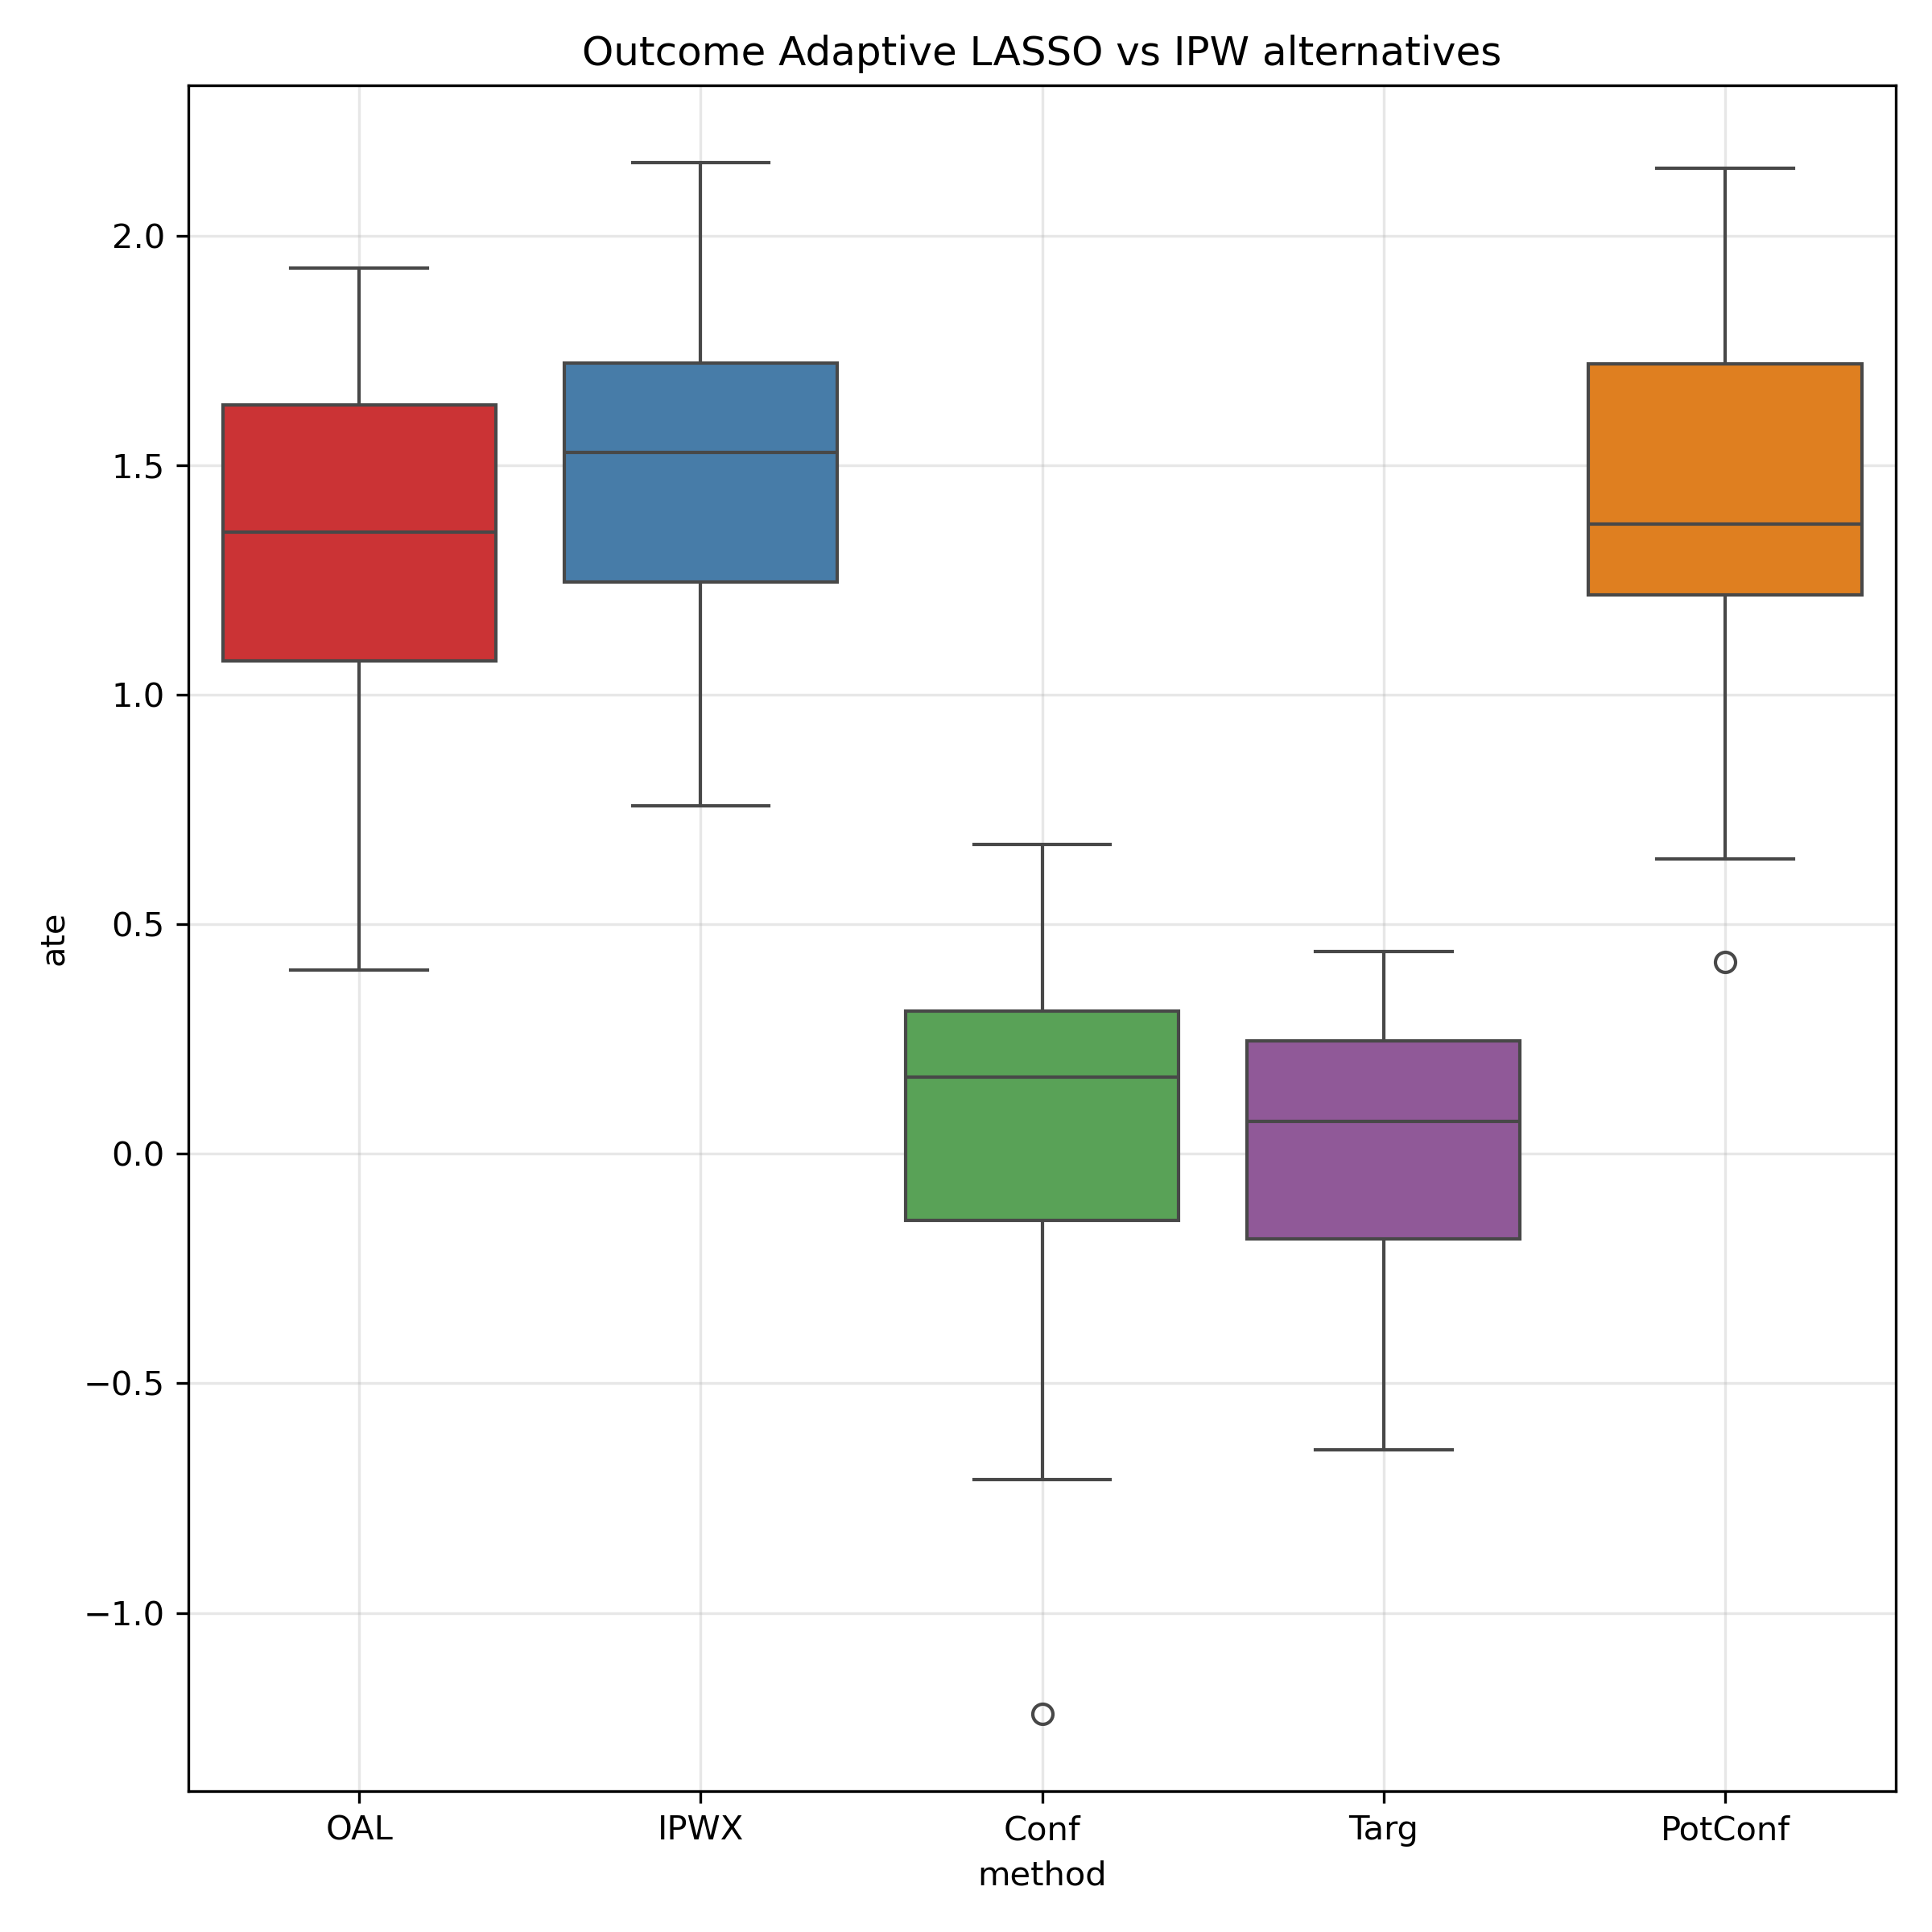 Outcome Adaptive LASSO vs IPW alternatives
ate
2.0
1.5
1.0
0.5
0.0
−0.5
−1.0
OAL IPWX Conf Targ PotConf
method